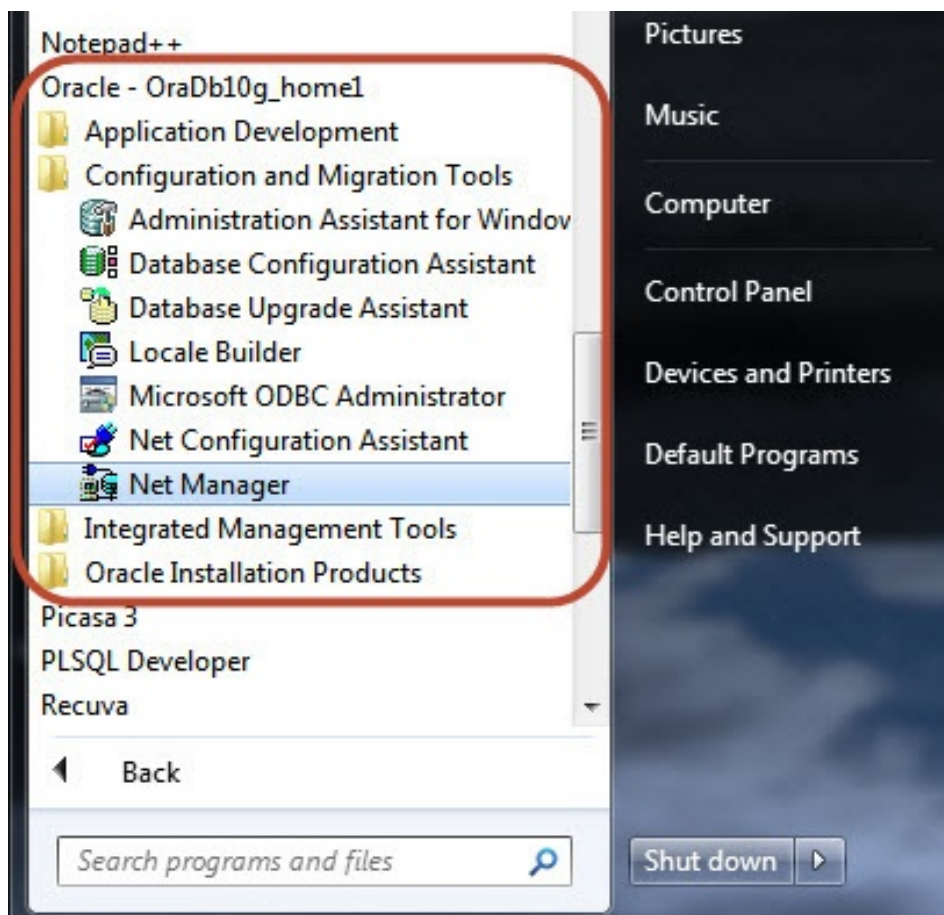 Notepad++
Oracle - OraDb10g_home1
Application Development
Configuration and Migration Tools
Administration Assistant for Window
Database Configuration Assistant
Database Upgrade Assistant
Locale Builder
Microsoft ODBC Administrator
Net Configuration Assistant
Net Manager
Integrated Management Tools
Oracle Installation Products
Picasa 3
PLSQL Developer
Recuva
Back
Search programs and files
Pictures
Music
Computer
Control Panel
Devices and Printers
Default Programs
Help and Support
Shut down